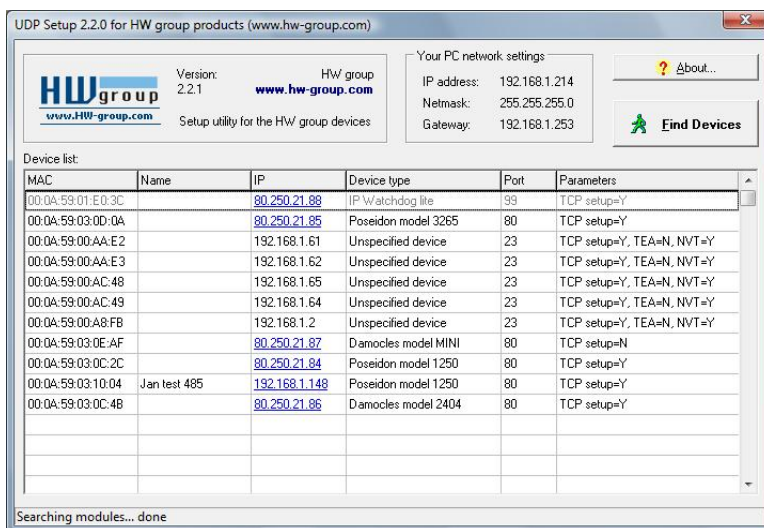 UDP Setup 2.2.0 for HW group products (www.hw-group.com)
X
HWgroup
www.HW-group.com
Version: HW group
2.2.1 www.hw-group.com
Setup utility for the HW group devices
Your PC network settings
IP address: 192.168.1.214
Netmask: 255.255.255.0
Gateway: 192.168.1.253
? About...
Find Devices
Device list:
MAC Name IP Device type Port Parameters
00:0A:59:01:E0:3C 80.250.21.88 IP Watchdog lite 99 TCP setup=Y
00:0A:59:03:0D:0A 80.250.21.85 Poseidon model 3265 80 TCP setup=Y
00:0A:59:00:AA:E2 192.168.1.61 Unspecified device 23 TCP setup=Y, TEA=N, NVT=Y
00:0A:59:00:AA:E3 192.168.1.62 Unspecified device 23 TCP setup=Y, TEA=N, NVT=Y
00:0A:59:00:AC:48 192.168.1.65 Unspecified device 23 TCP setup=Y, TEA=N, NVT=Y
00:0A:59:00:AC:49 192.168.1.64 Unspecified device 23 TCP setup=Y, TEA=N, NVT=Y
00:0A:59:00:A8:FB 192.168.1.2 Unspecified device 23 TCP setup=Y, TEA=N, NVT=Y
00:0A:59:03:0E:AF 80.250.21.87 Damocles model MINI 80 TCP setup=N
00:0A:59:03:0C:2C 80.250.21.84 Poseidon model 1250 80 TCP setup=Y
00:0A:59:03:10:04 Jan test 485 192.168.1.148 Poseidon model 1250 80 TCP setup=Y
00:0A:59:03:0C:4B 80.250.21.86 Damocles model 2404 80 TCP setup=Y
Searching modules... done